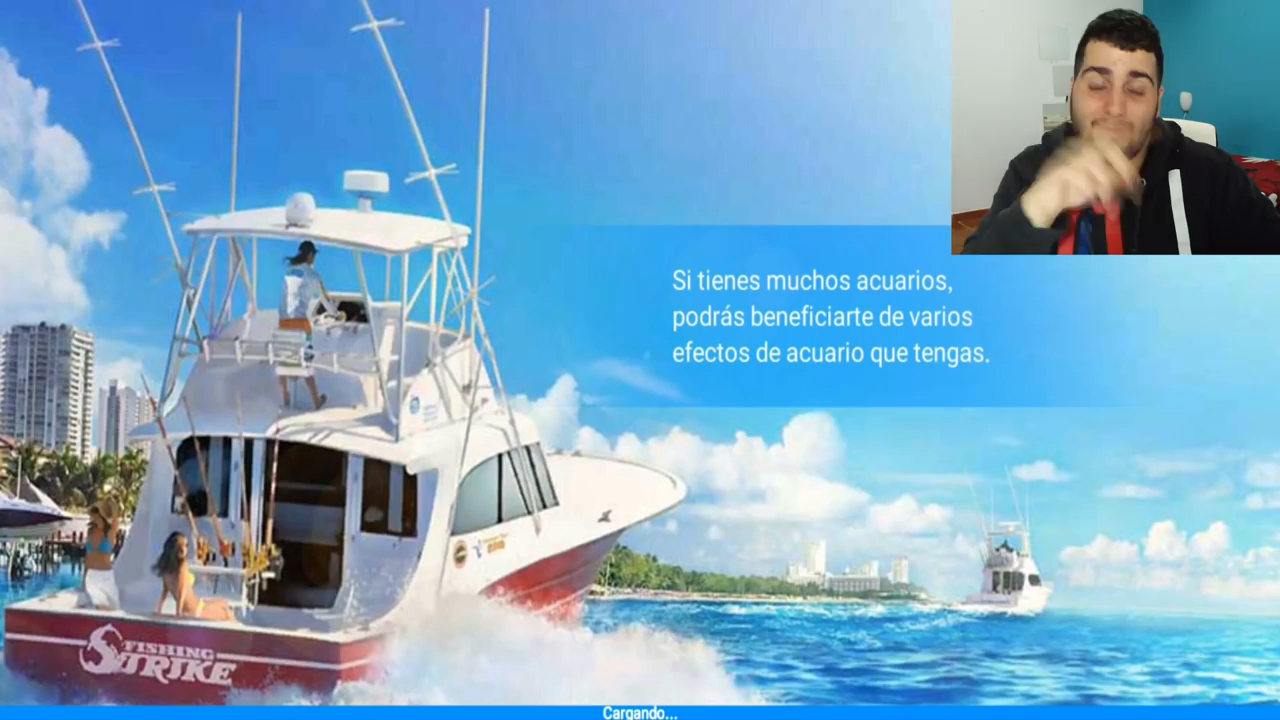 Si tienes muchos acuarios,
podrás beneficiarte de varios
efectos de acuario que tengas.
FISHING
STRIKE
Cargando...